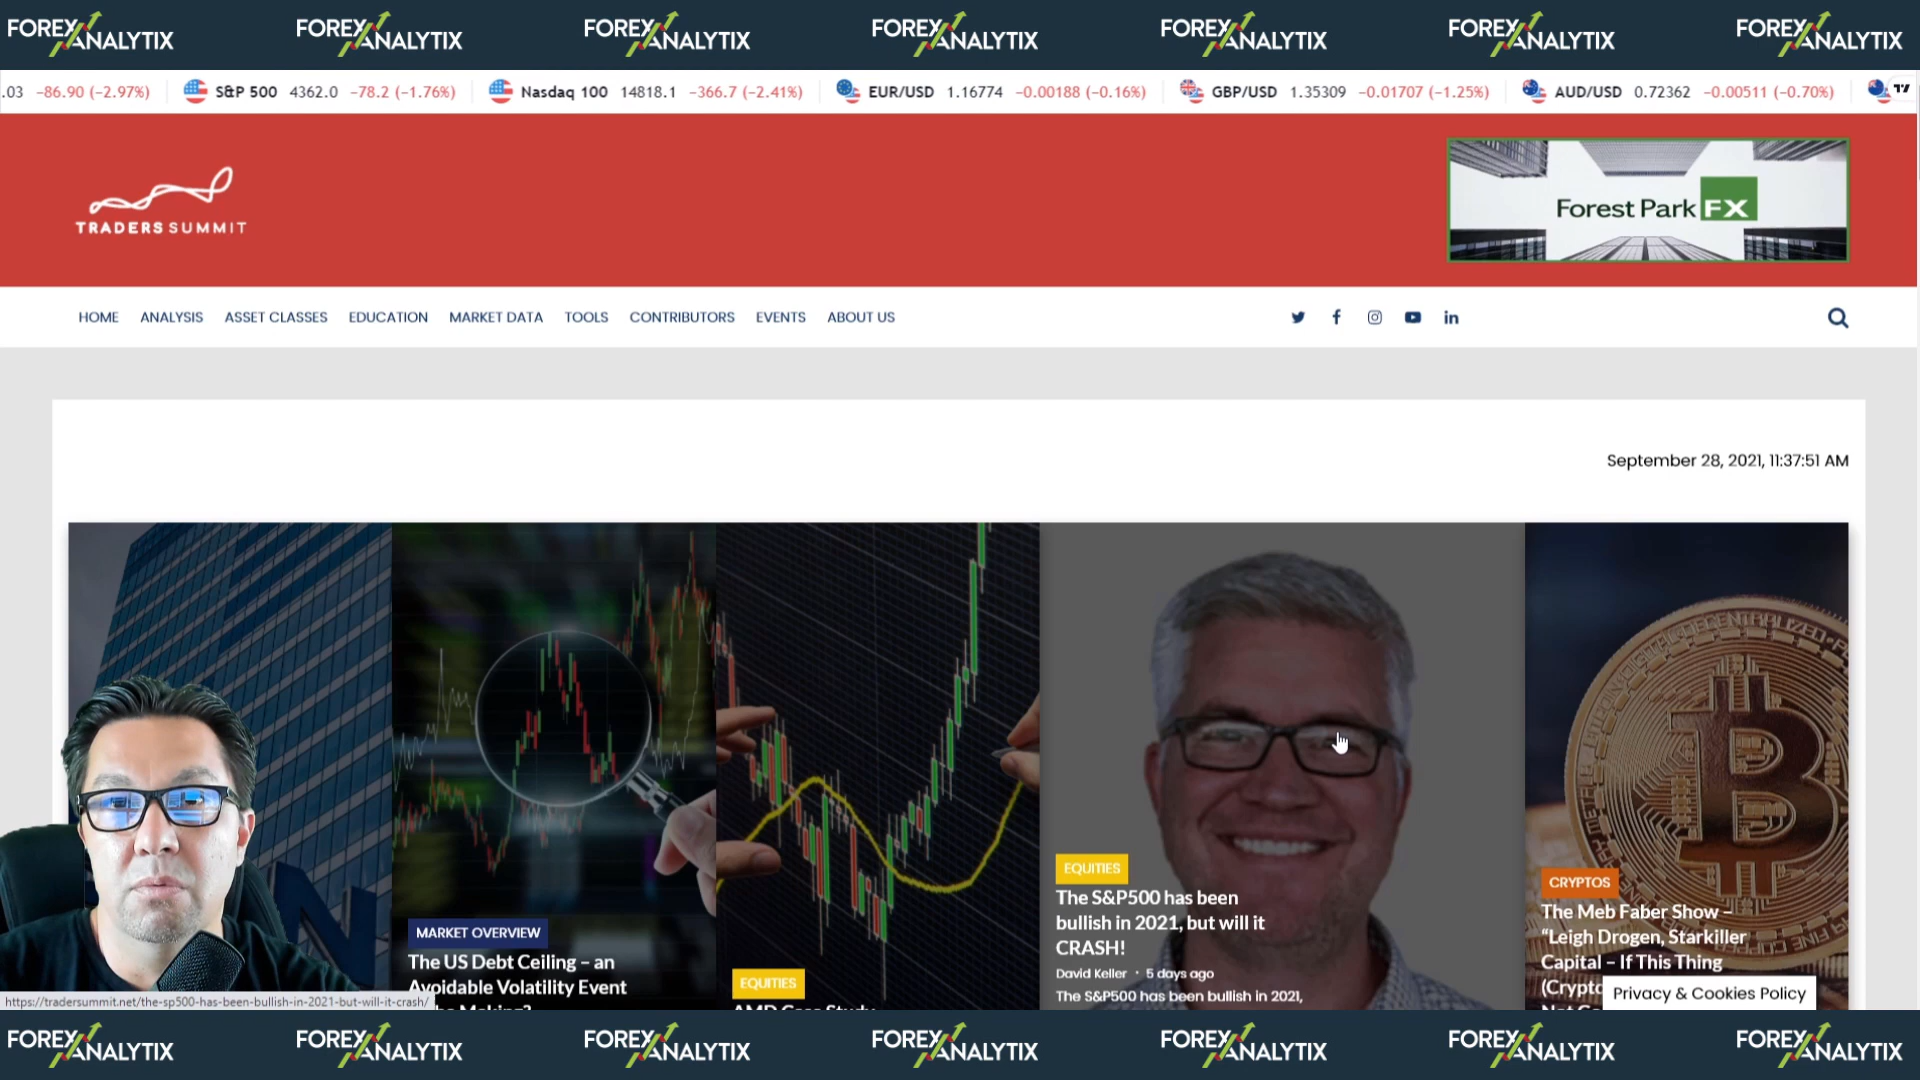 FOREX ANALYTIX FOREX ANALYTIX FOREX ANALYTIX FOREX ANALYTIX FOREX ANALYTIX FOREX ANALYTIX FOREX ANALYTIX
.03 −86.90 (−2.97%) S&P 500 4362.0 −78.2 (−1.76%) Nasdaq 100 14818.1 −366.7 (−2.41%) EUR/USD 1.16774 −0.00188 (−0.16%) GBP/USD 1.35309 −0.01707 (−1.25%) AUD/USD 0.72362 −0.00511 (−0.70%)
Forest Park FX
TRADERS SUMMIT
HOME ANALYSIS ASSET CLASSES EDUCATION MARKET DATA TOOLS CONTRIBUTORS EVENTS ABOUT US
September 28, 2021, 11:37:51 AM
MARKET OVERVIEW
The US Debt Ceiling – an
Avoidable Volatility Event
EQUITIES
AMD Case Study
EQUITIES
The S&P500 has been
bullish in 2021, but will it
CRASH!
David Keller • 5 days ago
The S&P500 has been bullish in 2021,
CRYPTOS
The Meb Faber Show –
“Leigh Drogen, Starkiller
Capital – If This Thing
Privacy & Cookies Policy
https://tradersummit.net/the-sp500-has-been-bullish-in-2021-but-will-it-crash/
FOREX ANALYTIX FOREX ANALYTIX FOREX ANALYTIX FOREX ANALYTIX FOREX ANALYTIX FOREX ANALYTIX FOREX ANALYTIX